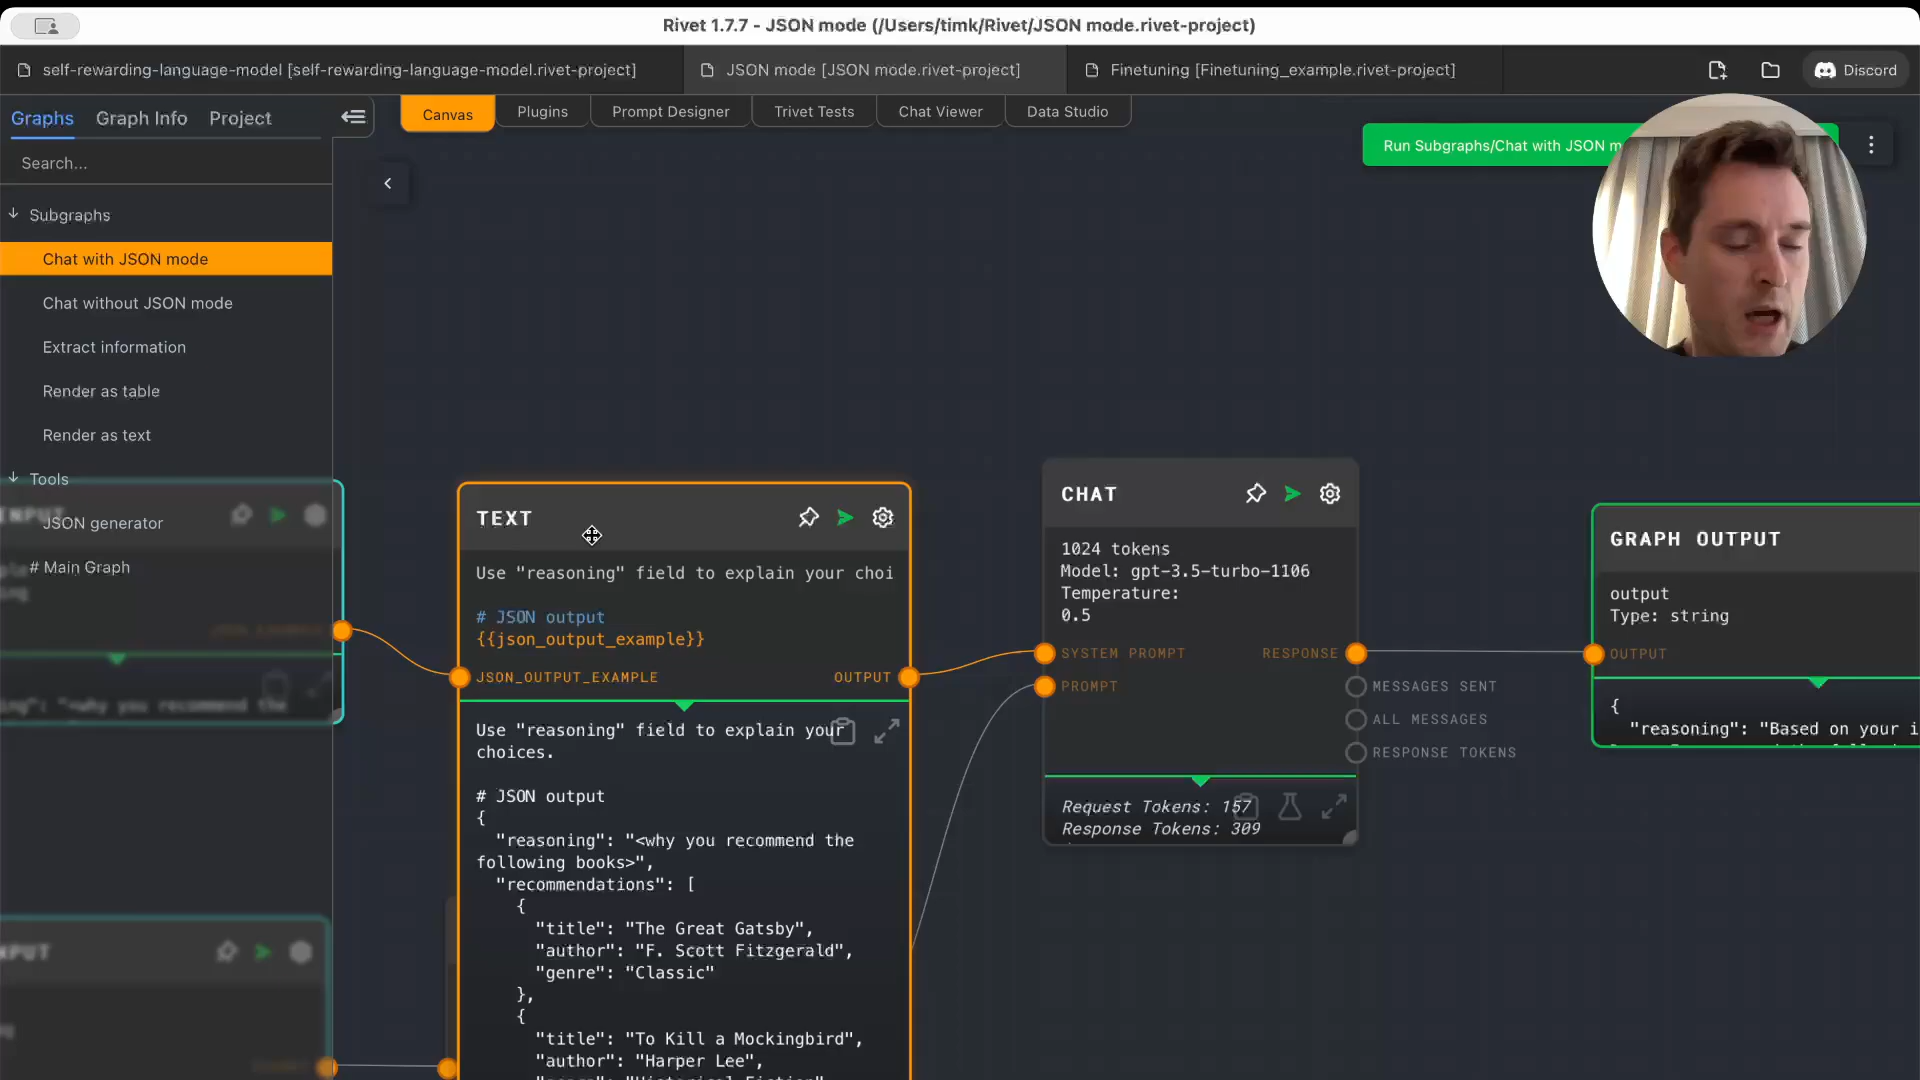 Rivet 1.7.7 - JSON mode (/Users/timk/Rivet/JSON mode.rivet-project)
self-rewarding-language-model [self-rewarding-language-model.rivet-project]
JSON mode [JSON mode.rivet-project]
Finetuning [Finetuning_example.rivet-project]
Discord
Graphs
Graph Info
Project
Canvas
Plugins
Prompt Designer
Trivet Tests
Chat Viewer
Data Studio
Run Subgraphs/Chat with JSON m
Search...
Subgraphs
Chat with JSON mode
Chat without JSON mode
Extract information
Render as table
Render as text
Tools
JSON generator
# Main Graph
TEXT
Use "reasoning" field to explain your choi
# JSON output
{{json_output_example}}
JSON_OUTPUT_EXAMPLE
OUTPUT
Use "reasoning" field to explain your
choices.
# JSON output
{
"reasoning": "<why you recommend the
following books>",
"recommendations": [
{
"title": "The Great Gatsby",
"author": "F. Scott Fitzgerald",
"genre": "Classic"
},
{
"title": "To Kill a Mockingbird",
"author": "Harper Lee",
CHAT
1024 tokens
Model: gpt-3.5-turbo-1106
Temperature:
0.5
SYSTEM PROMPT
RESPONSE
PROMPT
MESSAGES SENT
ALL MESSAGES
RESPONSE TOKENS
Request Tokens: 157
Response Tokens: 309
GRAPH OUTPUT
output
Type: string
OUTPUT
{
"reasoning": "Based on your i
ing": "<why you recommend the